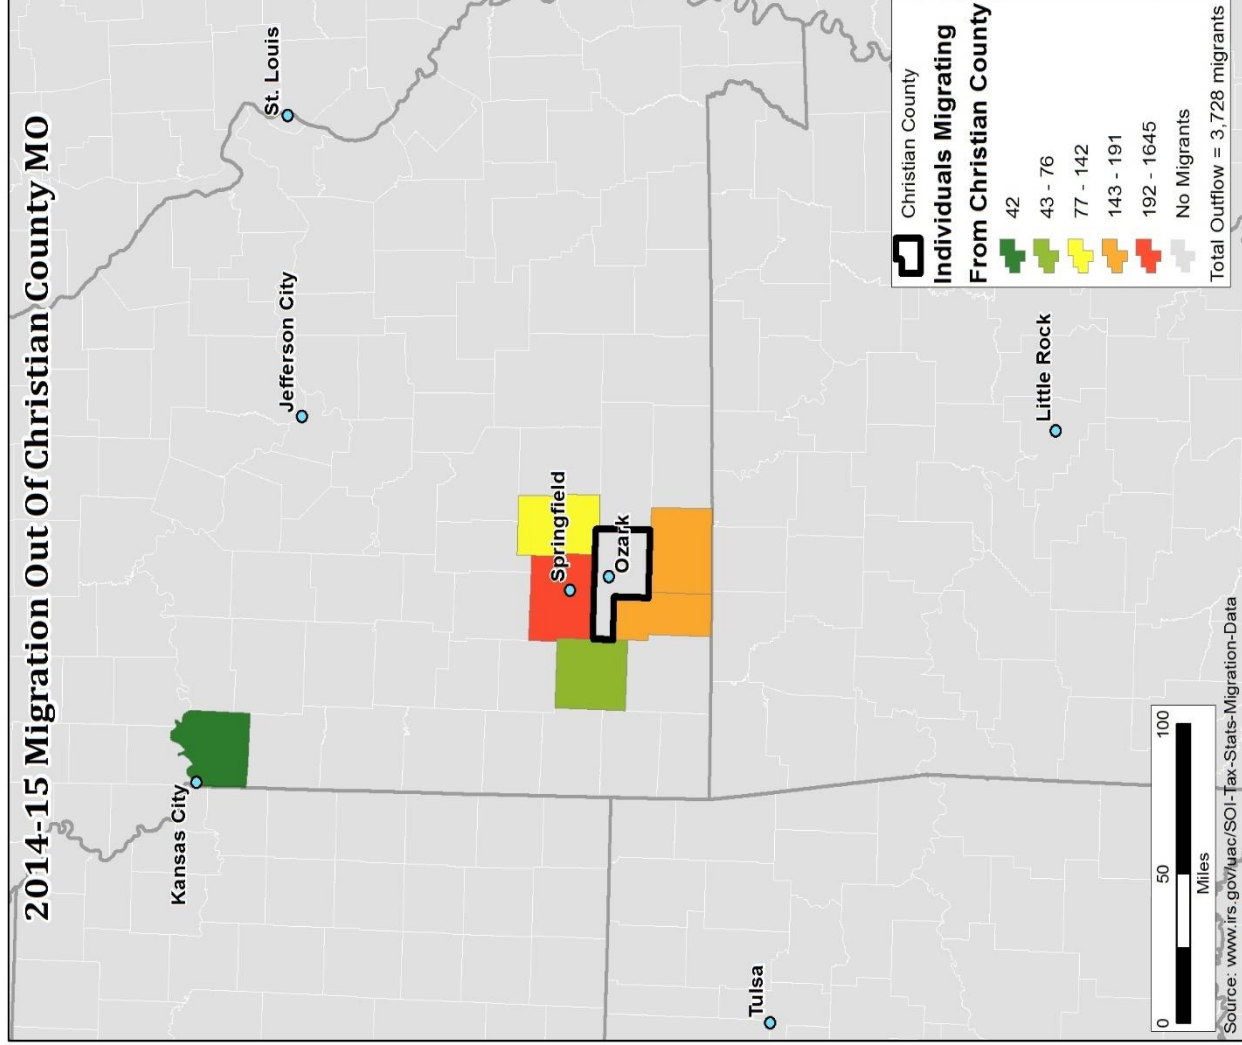 2014-15 Migration Out Of Christian County MO
St. Louis
Jefferson City
Kansas City
Springfield
Ozark
Little Rock
Tulsa
Christian County
Individuals Migrating
From Christian County
42
43 - 76
77 - 142
143 - 191
192 - 1645
No Migrants
Total Outflow = 3,728 migrants
0 50 100
Miles
Source: www.irs.gov/uac/SOI-Tax-Stats-Migration-Data